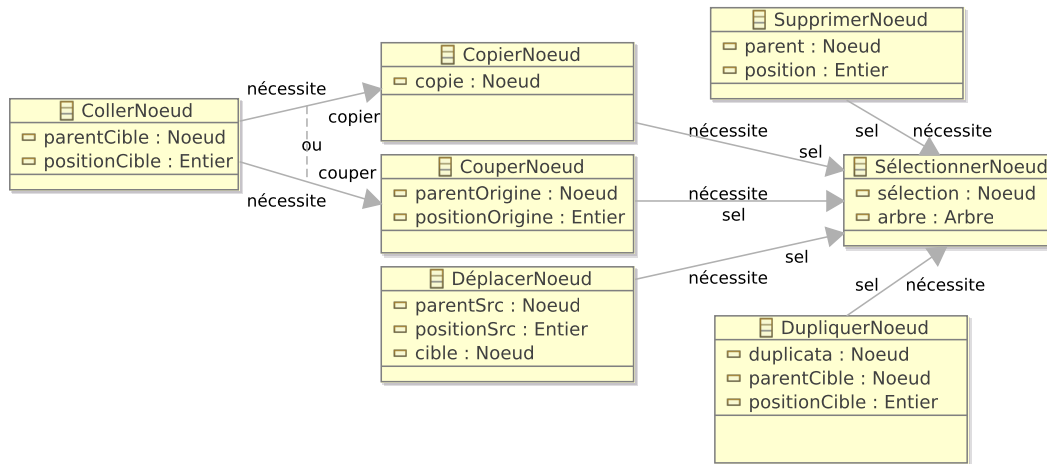 SupprimerNoeud
parent : Noeud
position : Entier
CopierNoeud
copie : Noeud
CollerNoeud
parentCible : Noeud
positionCible : Entier
nécessite
copier
ou
couper
nécessite
nécessite
sel
sel
nécessite
CouperNoeud
parentOrigine : Noeud
positionOrigine : Entier
nécessite
sel
SélectionnerNoeud
sélection : Noeud
arbre : Arbre
DéplacerNoeud
parentSrc : Noeud
positionSrc : Entier
cible : Noeud
sel
nécessite
sel
nécessite
DupliquerNoeud
duplicata : Noeud
parentCible : Noeud
positionCible : Entier